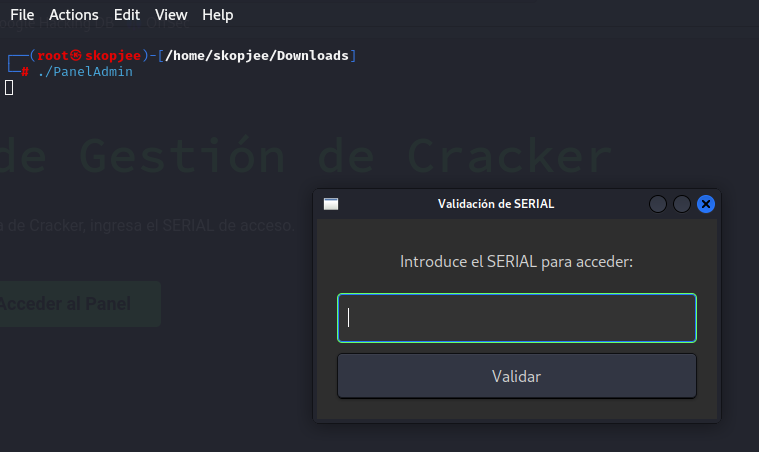 File Actions Edit View Help
┌──(root㉿skopjee)-[/home/skopjee/Downloads]
└─# ./PanelAdmin
de Gestión de Cracker
Validación de SERIAL
a de Cracker, ingresa el SERIAL de acceso.
Introduce el SERIAL para acceder:
Acceder al Panel
Validar